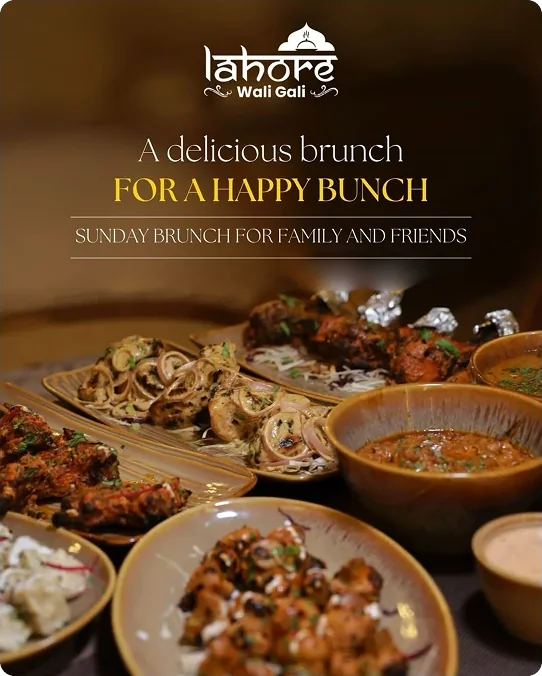 lahore
Wali Gali
A delicious brunch
FOR A HAPPY BUNCH
SUNDAY BRUNCH FOR FAMILY AND FRIENDS